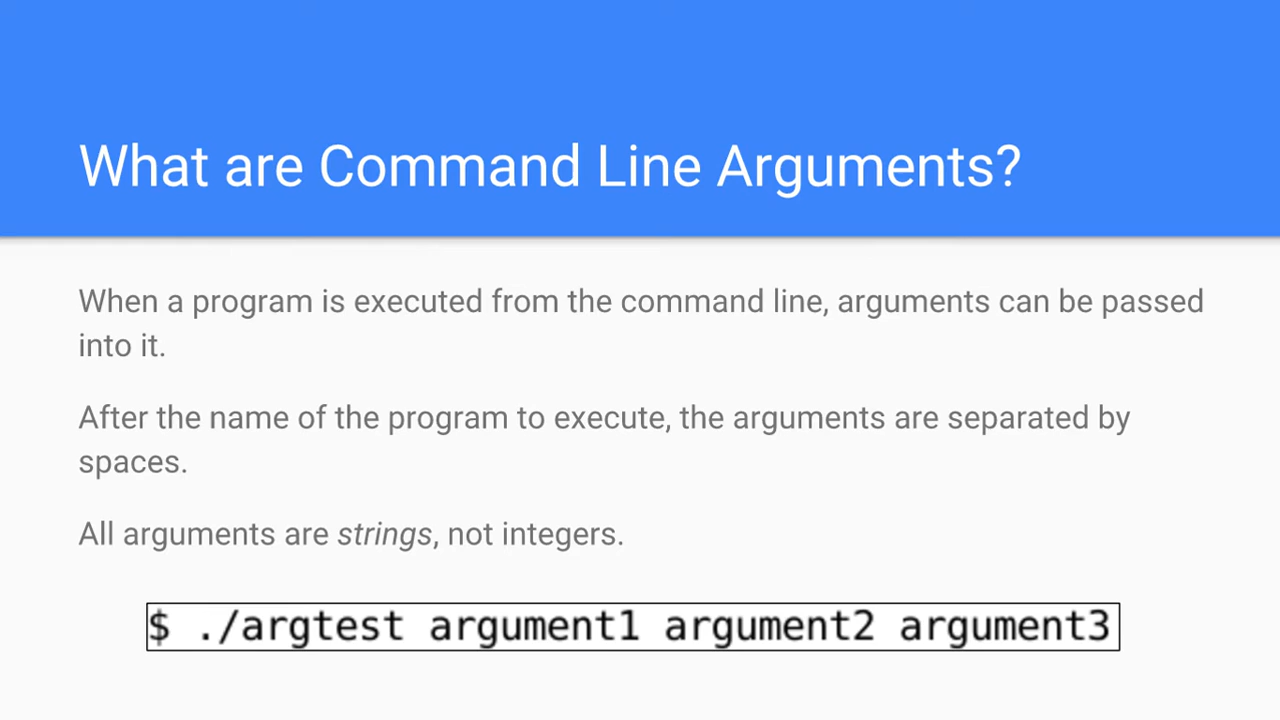 What are Command Line Arguments?
When a program is executed from the command line, arguments can be passed
into it.
After the name of the program to execute, the arguments are separated by
spaces.
All arguments are strings, not integers.
$ ./argtest argument1 argument2 argument3